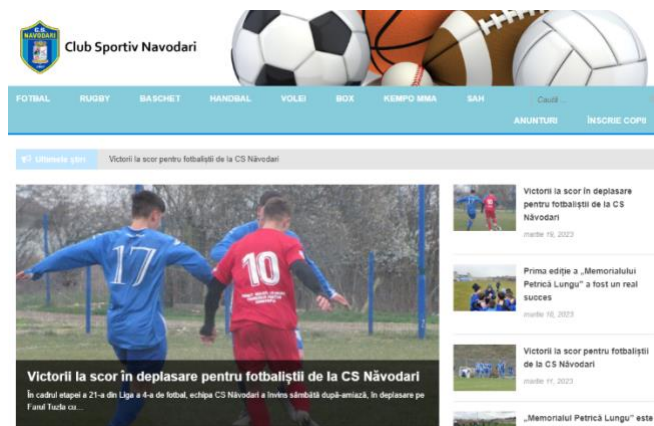 C.S.
NAVODARI
Club Sportiv Navodari
FOTBAL RUGBY BASCHET HANDBAL VOLEI BOX KEMPO MMA SAH Caută ...
ANUNTURI ÎNSCRIE COPII
Ultimele știri Victorii la scor pentru fotbaliștii de la CS Năvodari
17
10
Victorii la scor în deplasare pentru fotbaliștii de la CS Năvodari
În cadrul etapei a 21-a din Liga a 4-a de fotbal, echipa CS Năvodari a învins sâmbătă după-amiază, în deplasare pe
Farul Tuzla cu...
Victorii la scor în deplasare
pentru fotbaliștii de la CS
Năvodari
martie 19, 2023
Prima ediție a „Memorialului
Petrică Lungu” a fost un real
succes
martie 16, 2023
Victorii la scor pentru fotbaliștii
de la CS Năvodari
martie 11, 2023
„Memorialul Petrică Lungu” este